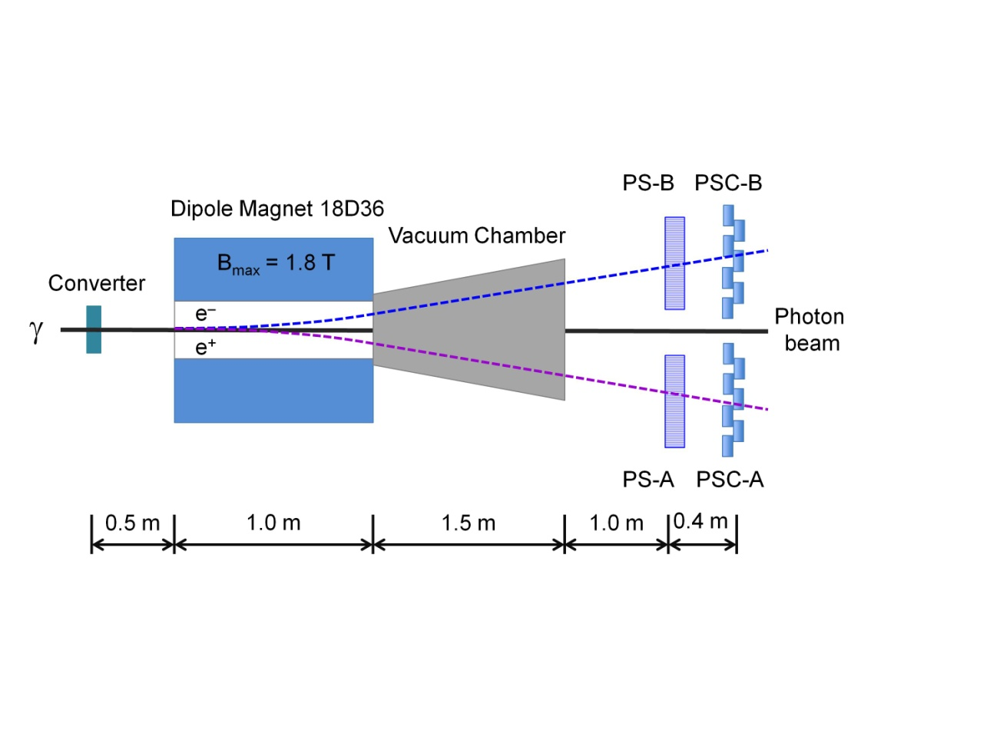 PS-B PSC-B
Dipole Magnet 18D36
Vacuum Chamber
Bmax = 1.8 T
Converter
e–
γ
Photon
beam
e+
PS-A PSC-A
0.5 m 1.0 m 1.5 m 1.0 m 0.4 m